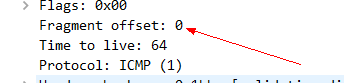 Flags: 0x00
Fragment offset: 0
Time to live: 64
Protocol: ICMP (1)